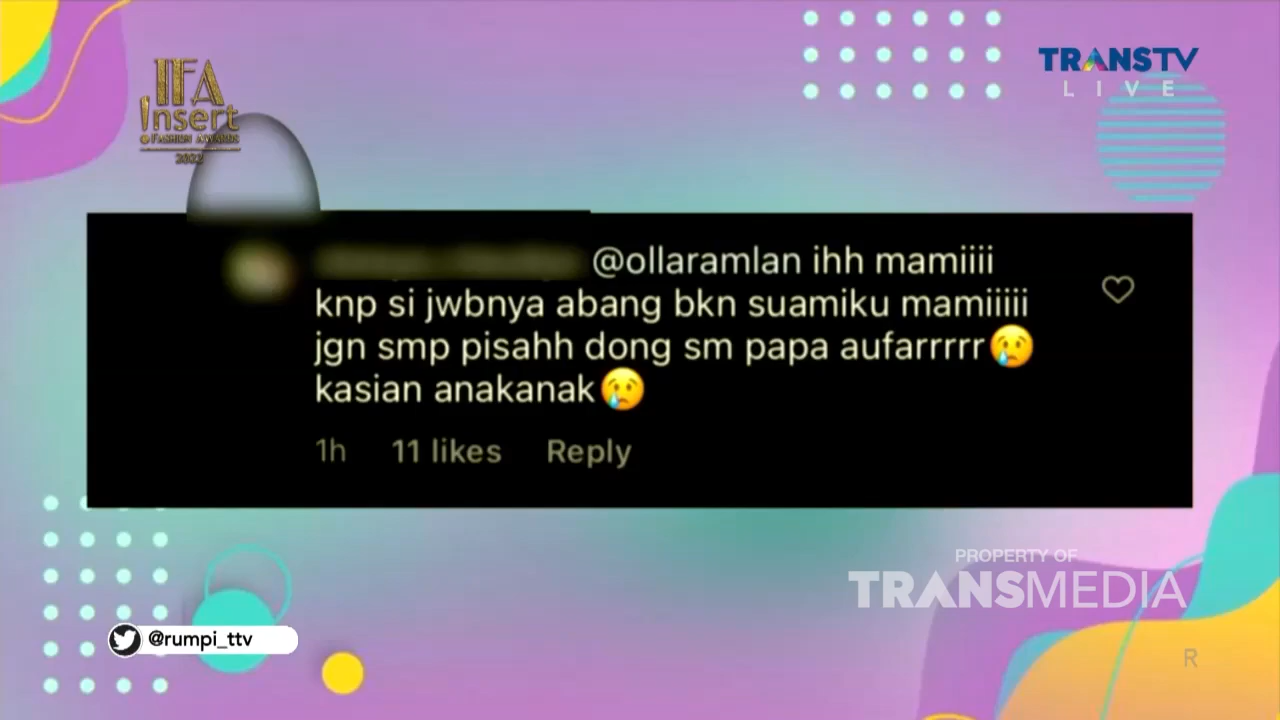 IFA
Insert
FASHION AWARDS
2022
TRANSTV
LIVE
@ollaramlan ihh mamiiii
knp si jwbnya abang bkn suamiku mamiiiii
jgn smp pisahh dong sm papa aufarrrrr😢
kasian anakanak😢
1h 11 likes Reply
PROPERTY OF
TRANSMEDIA
@rumpi_ttv
R